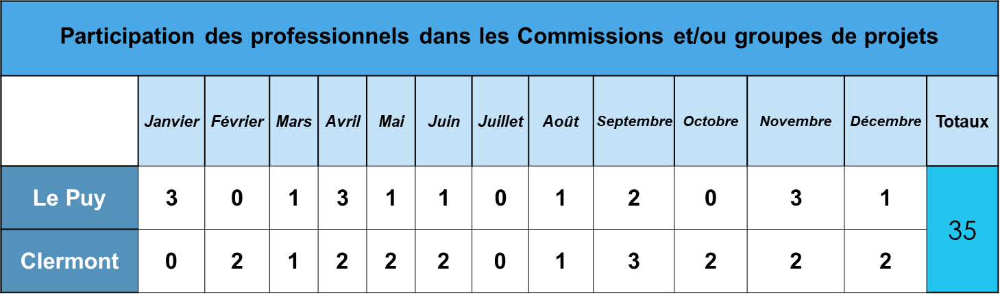 Participation des professionnels dans les Commissions et/ou groupes de projets
Janvier Février Mars Avril Mai Juin Juillet Août Septembre Octobre Novembre Décembre Totaux
Le Puy 3 0 1 3 1 1 0 1 2 0 3 1
35
Clermont 0 2 1 2 2 2 0 1 3 2 2 2